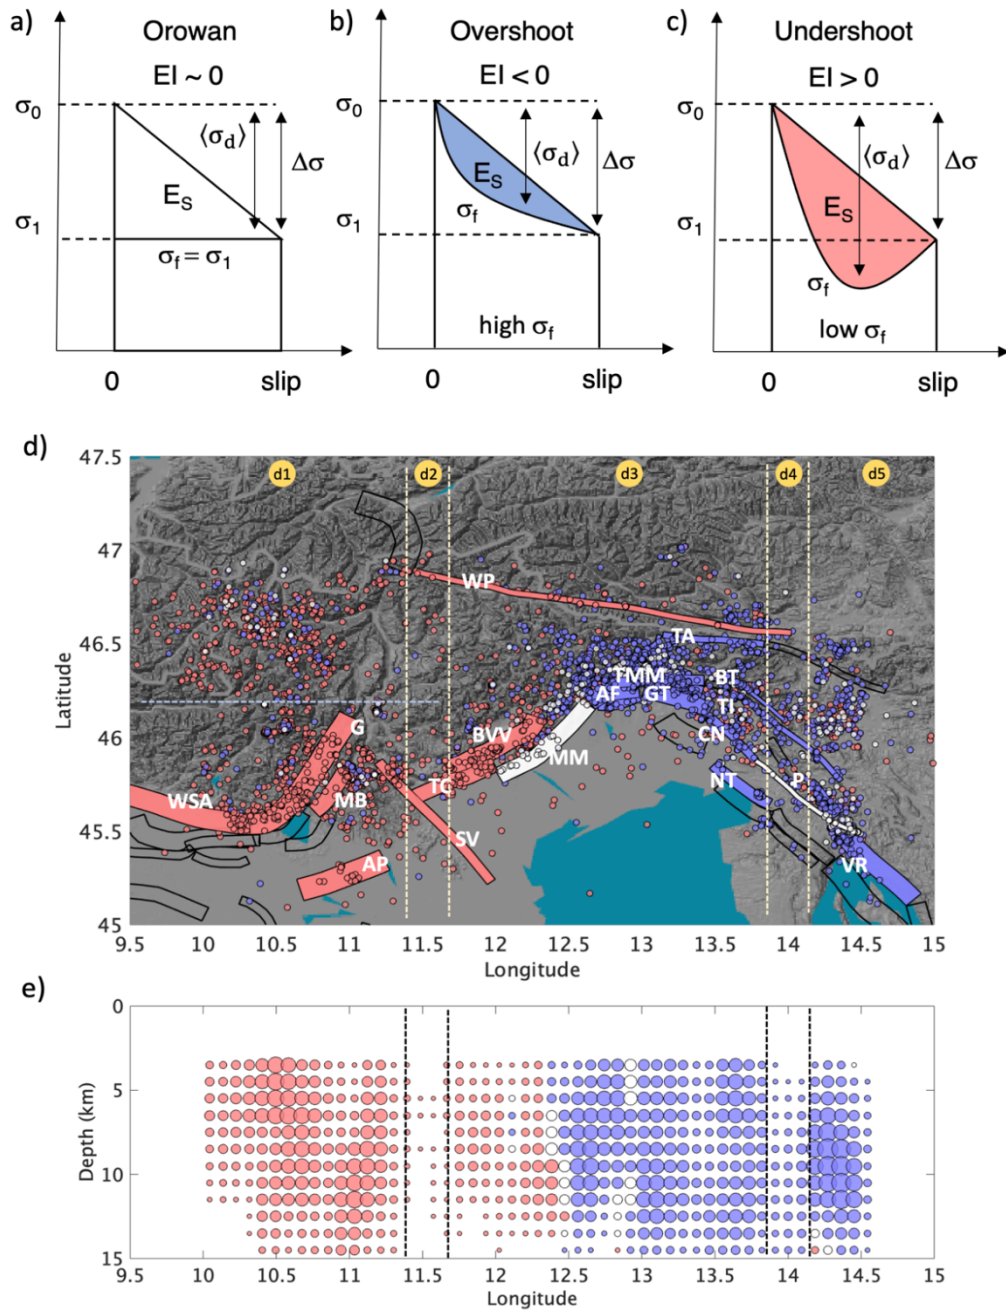 a)
Orowan
EI ~ 0
σ0
⟨σd⟩
Δσ
ES
σ1
σf = σ1
0
slip
b)
Overshoot
EI < 0
σ0
⟨σd⟩
Δσ
ES
σf
σ1
high σf
0
slip
c)
Undershoot
EI > 0
σ0
⟨σd⟩
Δσ
ES
σ1
σf
low σf
0
slip
d)
47.5
47
46.5
46
45.5
45
Latitude
d1
d2
d3
d4
d5
WP
TA
TMM
BT
AF
GT
TI
G
BVV
CN
MM
NT
P
WSA
MB
TC
SV
AP
VR
9.5
10
10.5
11
11.5
12
12.5
13
13.5
14
14.5
15
Longitude
e)
0
5
10
15
Depth (km)
9.5
10
10.5
11
11.5
12
12.5
13
13.5
14
14.5
15
Longitude